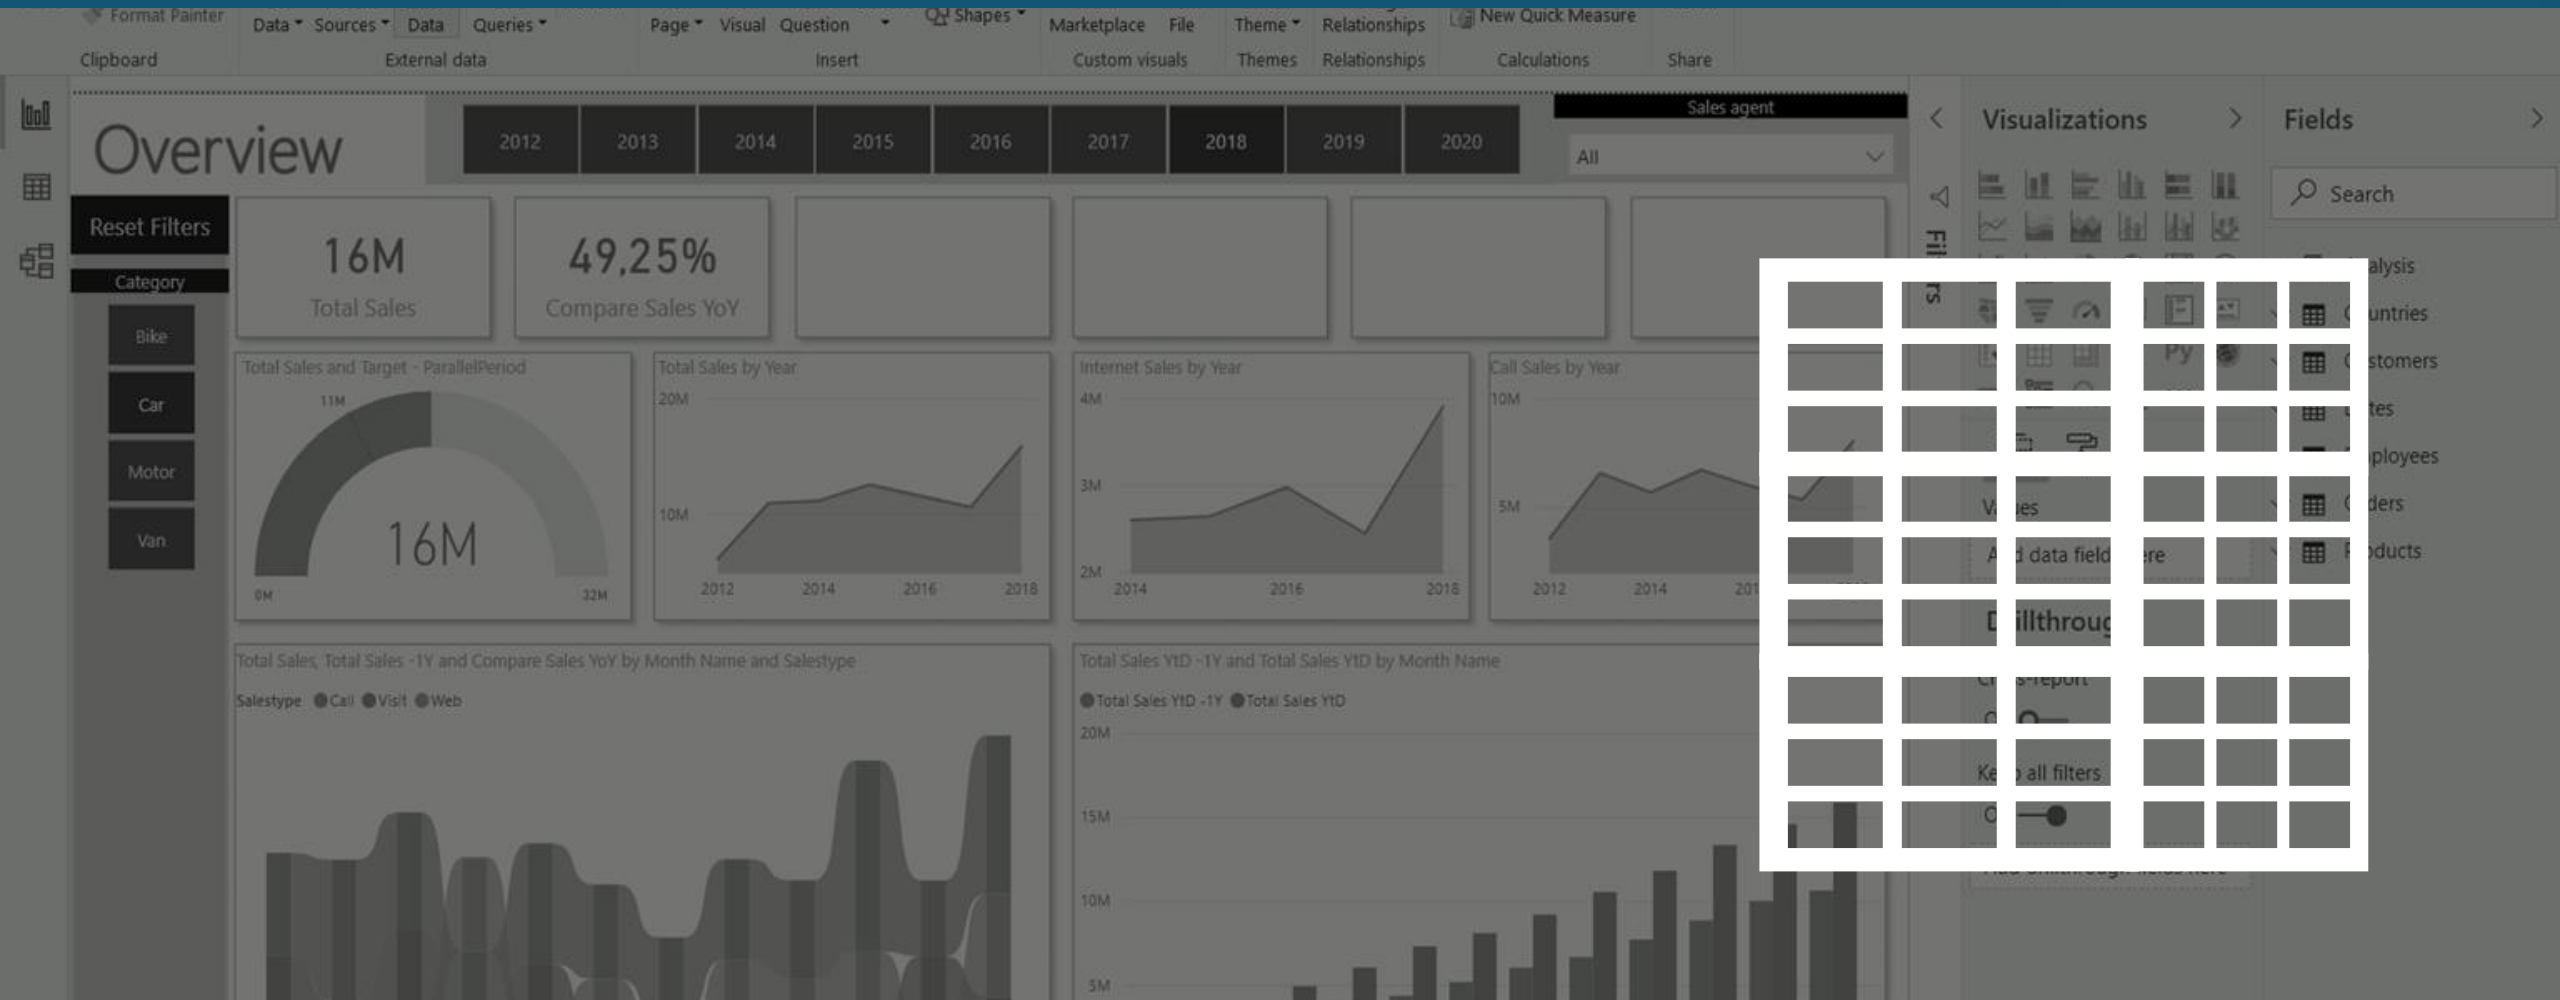 Format Painter
Data Sources Data Queries Page Visual Question Shapes Marketplace File Theme Relationships New Quick Measure
Clipboard External data Insert Custom visuals Themes Relationships Calculations Share
Overview
2012 2013 2014 2015 2016 2017 2018 2019 2020
Sales agent
All
Visualizations
Fields
Search
Reset Filters
Category
Bike
Car
Motor
Van
16M
Total Sales
49,25%
Compare Sales YoY
Total Sales and Target - ParallelPeriod
11M
16M
0M 32M
Total Sales by Year
20M
10M
2012 2014 2016 2018
Internet Sales by Year
4M
3M
2M
2014 2016 2018
Call Sales by Year
10M
5M
2012 2014
Py
data field
all filters
Total Sales, Total Sales -1Y and Compare Sales YoY by Month Name and Salestype
Salestype Call Visit Web
Total Sales YtD -1Y and Total Sales YtD by Month Name
Total Sales YtD -1Y Total Sales YtD
20M
15M
10M
5M